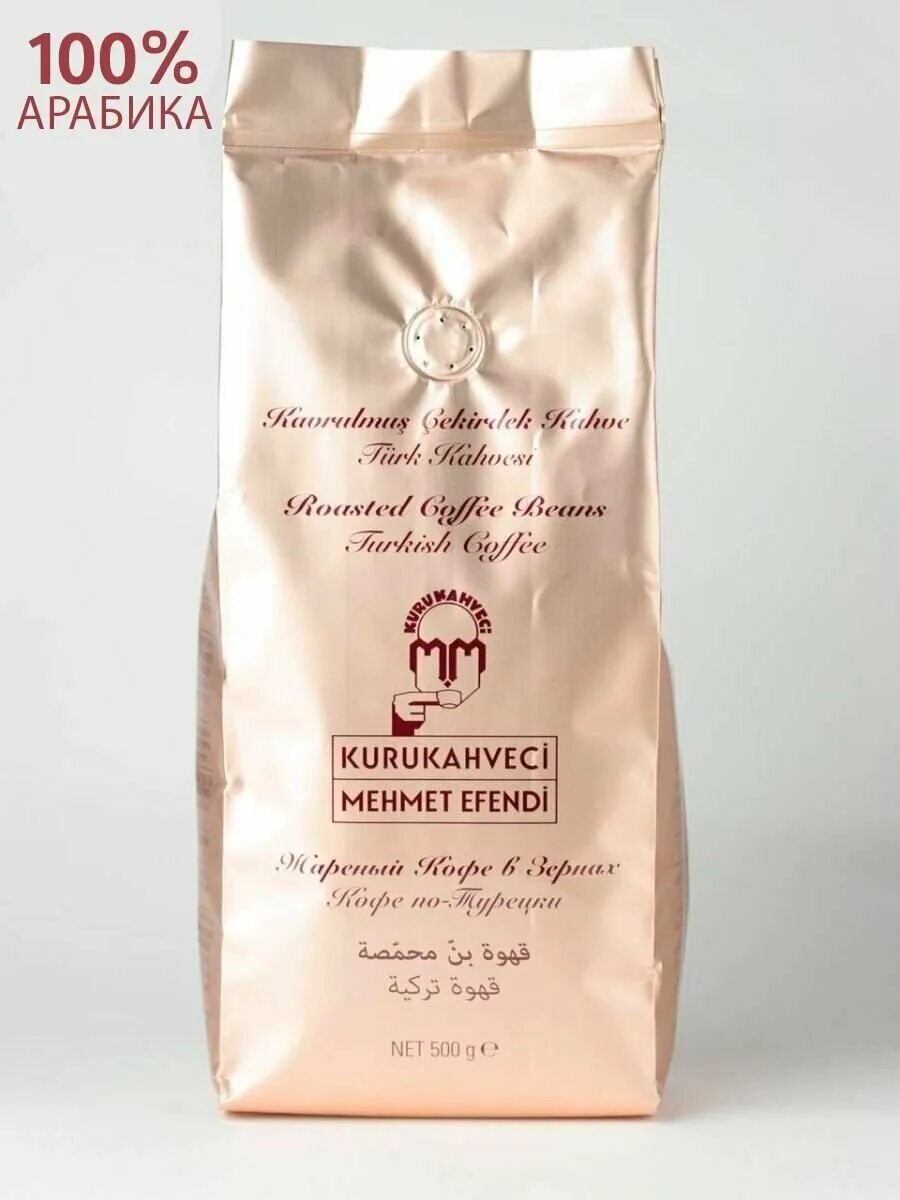 100%
АРАБИКА
Kavrulmuş Çekirdek Kahve
Türk Kahvesi
Roasted Coffee Beans
Turkish Coffee
KURUKAHVECİ
MM
KURUKAHVECİ
MEHMET EFENDİ
Жареный Кофе в Зернах
Кофе по-Турецки
قهوة بنّ محمّصة
قهوة تركية
NET 500 g ℮